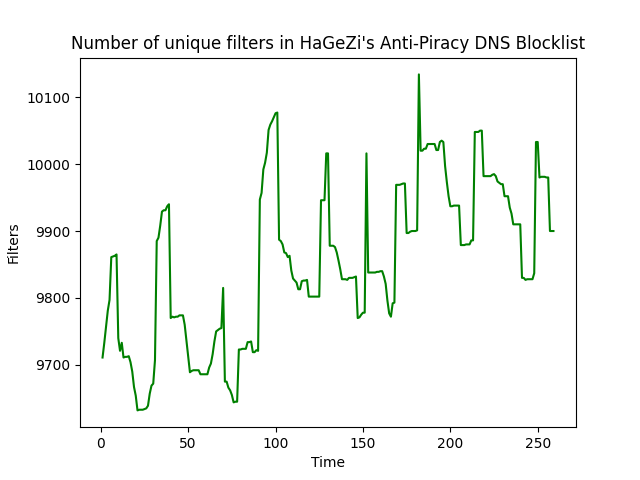 Number of unique filters in HaGeZi's Anti-Piracy DNS Blocklist
10100
10000
9900
9800
9700
Filters
0 50 100 150 200 250
Time